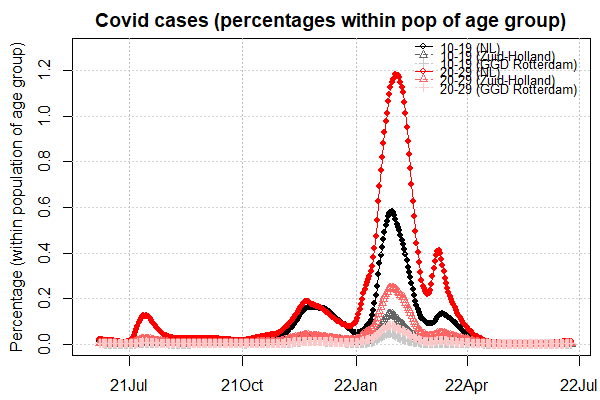 Covid cases (percentages within pop of age group)
10-19 (NL)
10-19 (Zuid-Holland)
10-19 (GGD Rotterdam)
20-29 (NL)
20-29 (Zuid-Holland)
20-29 (GGD Rotterdam)
Percentage (within population of age group)
1.2
1.0
0.8
0.6
0.4
0.2
0.0
21Jul 21Oct 22Jan 22Apr 22Jul